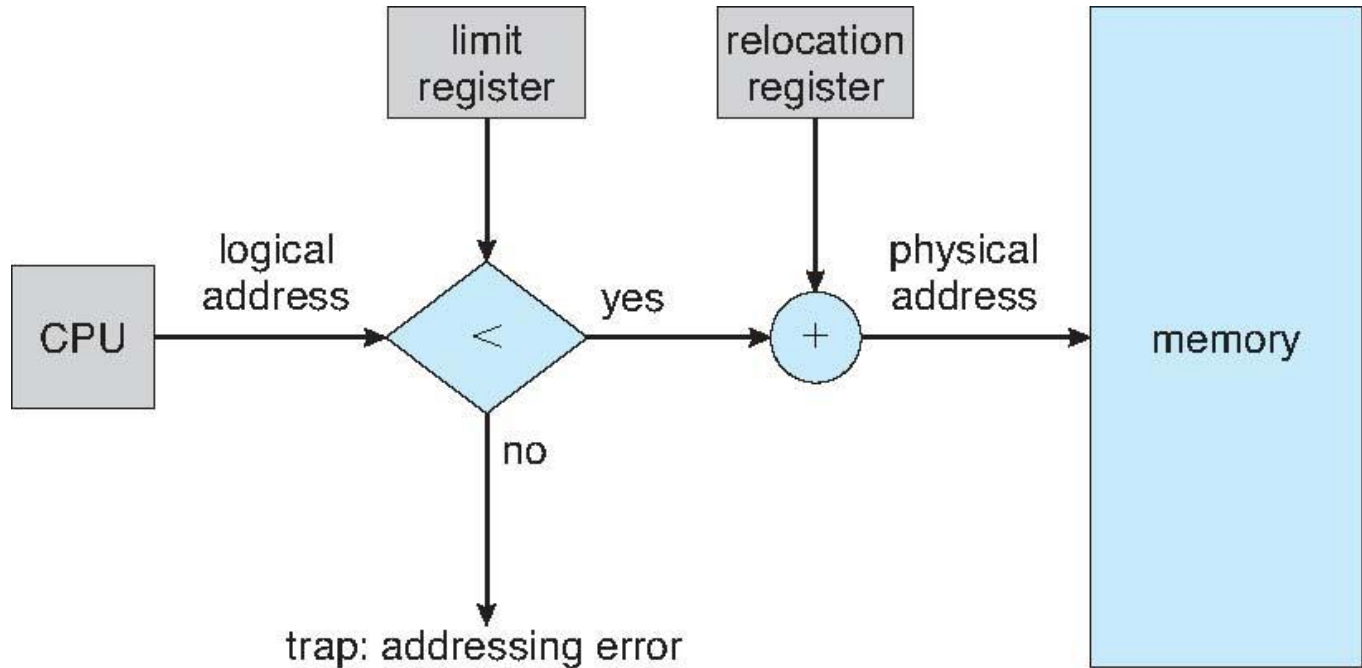 limit
register
relocation
register
logical
address
physical
address
CPU
<
yes
+
memory
no
trap: addressing error